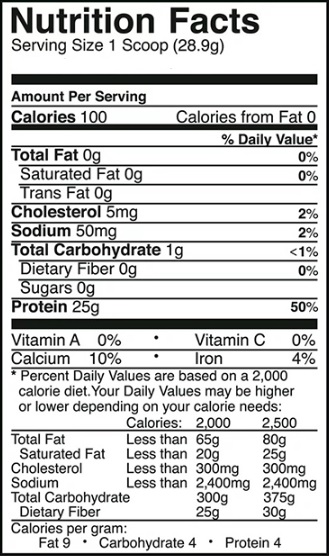 Nutrition Facts
Serving Size 1 Scoop (28.9g)
Amount Per Serving
Calories 100 Calories from Fat 0
% Daily Value*
Total Fat 0g 0%
Saturated Fat 0g 0%
Trans Fat 0g
Cholesterol 5mg 2%
Sodium 50mg 2%
Total Carbohydrate 1g <1%
Dietary Fiber 0g 0%
Sugars 0g
Protein 25g 50%
Vitamin A 0% • Vitamin C 0%
Calcium 10% • Iron 4%
* Percent Daily Values are based on a 2,000
calorie diet.Your Daily Values may be higher
or lower depending on your calorie needs:
Calories: 2,000 2,500
Total Fat Less than 65g 80g
Saturated Fat Less than 20g 25g
Cholesterol Less than 300mg 300mg
Sodium Less than 2,400mg 2,400mg
Total Carbohydrate 300g 375g
Dietary Fiber 25g 30g
Calories per gram:
Fat 9 • Carbohydrate 4 • Protein 4